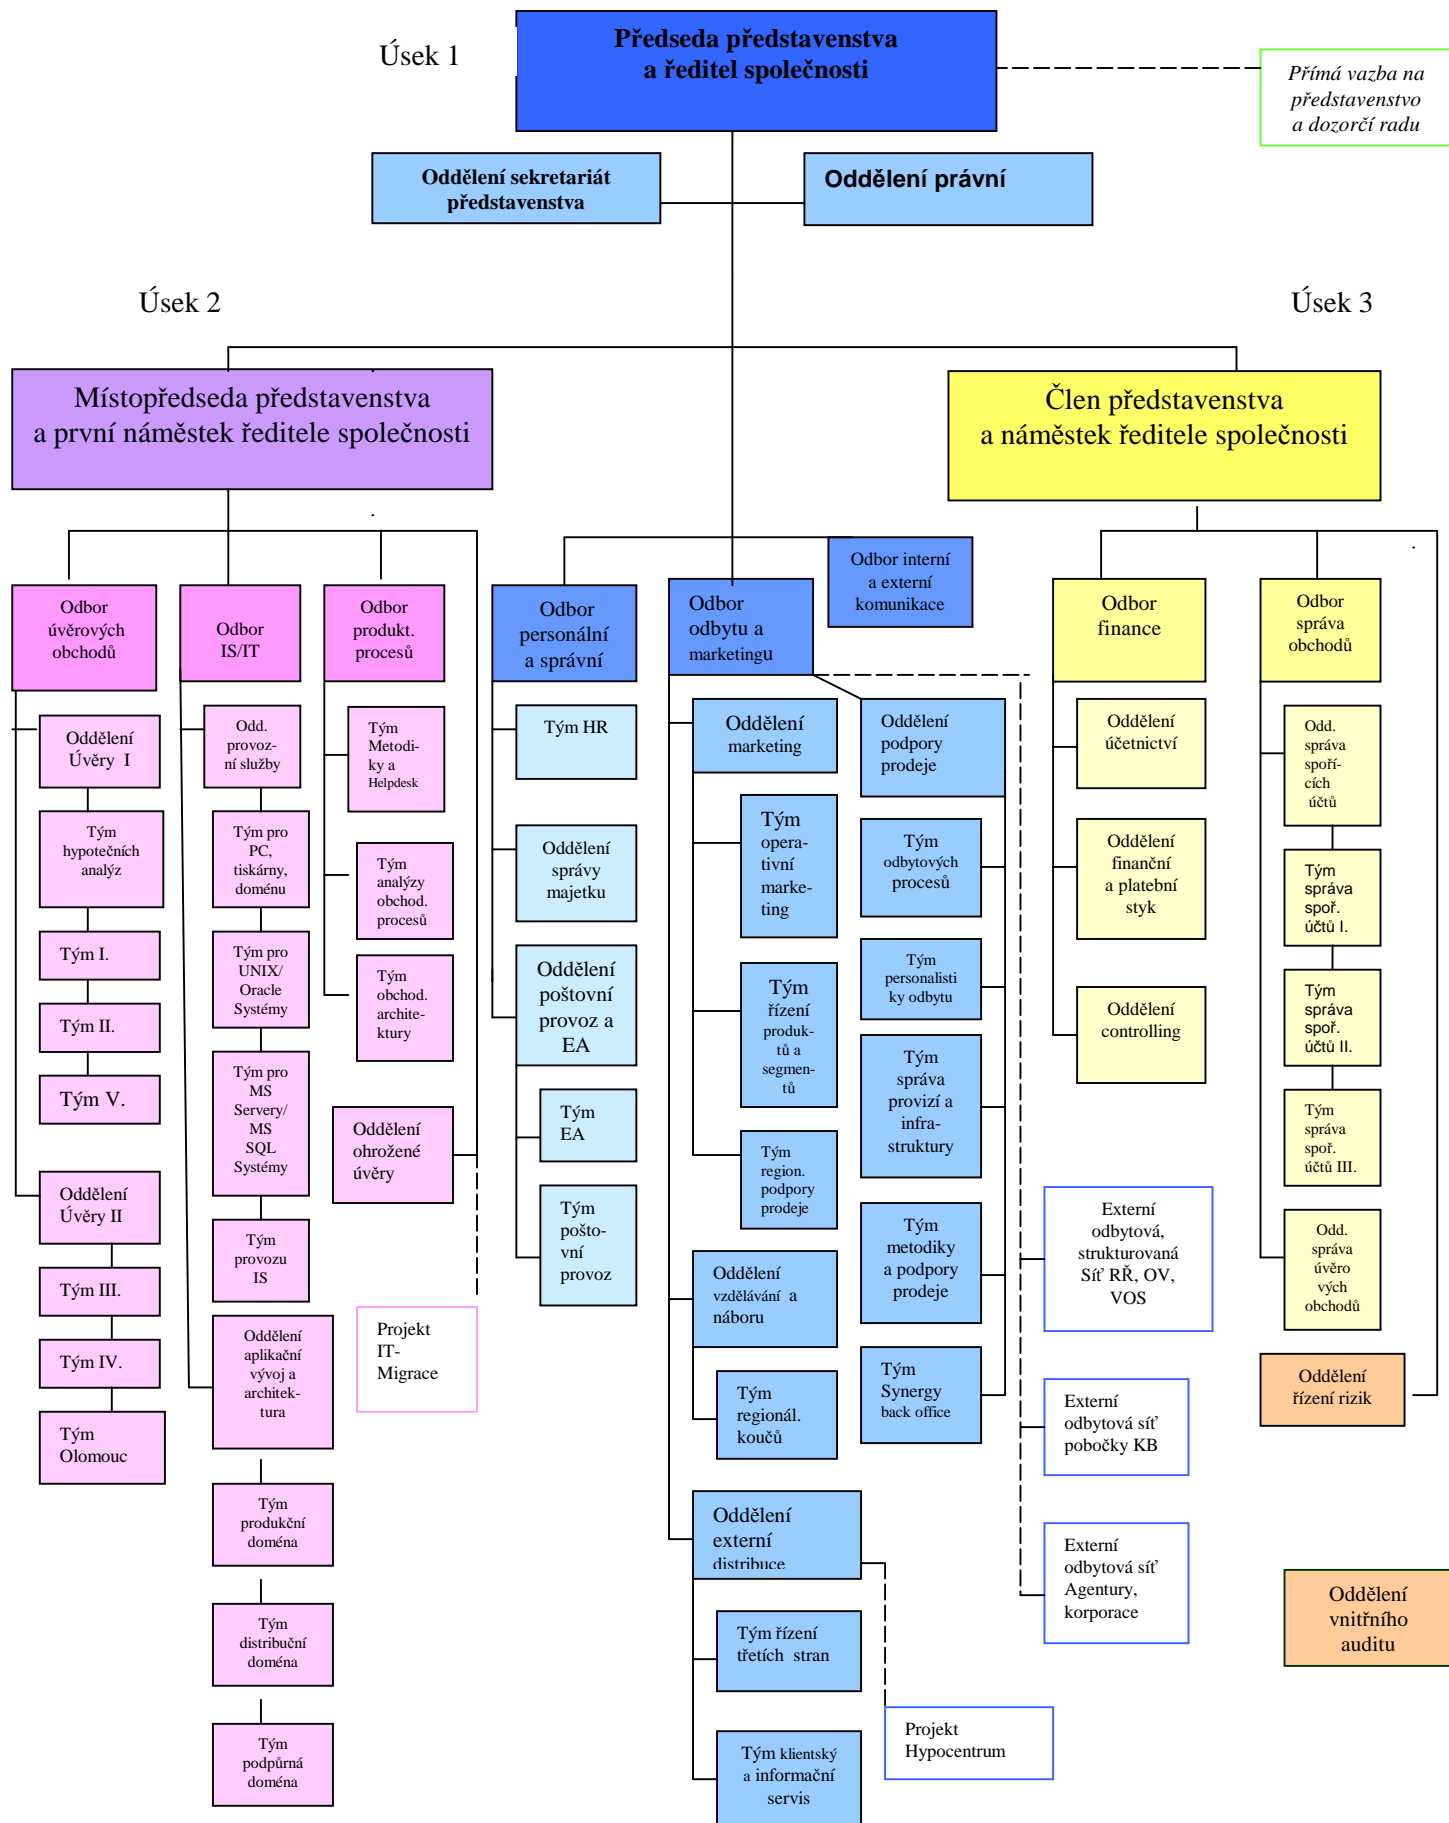 Úsek 1
Předseda představenstva
a ředitel společnosti
Přímá vazba na
představenstvo
a dozorčí radu
Oddělení sekretariát
představenstva
Oddělení právní
Úsek 2
Úsek 3
Místopředseda představenstva
a první náměstek ředitele společnosti
Člen představenstva
a náměstek ředitele společnosti
Odbor
úvěrových
obchodů
Oddělení
Úvěry I
Tým
hypotečních
analýz
Tým I.
Tým II.
Tým V.
Oddělení
Úvěry II
Tým III.
Tým IV.
Tým
Olomouc
Odbor
IS/IT
Odd.
provoz-
ní služby
Tým pro
PC,
tiskárny,
doménu
Tým pro
UNIX/
Oracle
Systémy
Tým pro
MS
Servery/
MS
SQL
Systémy
Tým
provozu
IS
Oddělení
aplikační
vývoj a
architek-
tura
Tým
produkční
doména
Tým
distribuční
doména
Tým
podpůrná
doména
Odbor
produkt.
procesů
Tým
Metodi-
ky a
Helpdesk
Tým
analýzy
obchod.
procesů
Tým
obchod.
archite-
ktury
Oddělení
ohrožené
úvěry
Projekt
IT-
Migrace
Odbor
personální
a správní
Tým HR
Oddělení
správy
majetku
Oddělení
poštovní
provoz a
EA
Tým
EA
Tým
pošto-
vní
provoz
Odbor
odbytu a
marketingu
Odbor interní
a externí
komunikace
Oddělení
marketing
Tým
opera-
tivní
marke-
ting
Tým
řízení
produk-
tů a
segmen-
tů
Tým
region.
podpory
prodeje
Oddělení
vzdělávání a
náboru
Tým
regionál.
koučů
Oddělení
externí
distribuce
Tým řízení
třetích stran
Tým klientský
a informační
servis
Oddělení
podpory
prodeje
Tým
odbytových
procesů
Tým
personalisti
ky odbytu
Tým
správa
provizí a
infra-
struktury
Tým
metodiky
a podpory
prodeje
Tým
Synergy
back office
Projekt
Hypocentrum
Externí
odbytová,
strukturovaná
Síť RŘ, OV,
VOS
Externí
odbytová síť
pobočky KB
Externí
odbytová síť
Agentury,
korporace
Odbor
finance
Oddělení
účetnictví
Oddělení
finanční
a platební
styk
Oddělení
controlling
Odbor
správa
obchodů
Odd.
správa
spoří-
cích
účtů
Tým
správa
spoř.
účtů I.
Tým
správa
spoř.
účtů II.
Tým
správa
spoř.
účtů III.
Odd.
správa
úvěro
vých
obchodů
Oddělení
řízení rizik
Oddělení
vnitřního
auditu